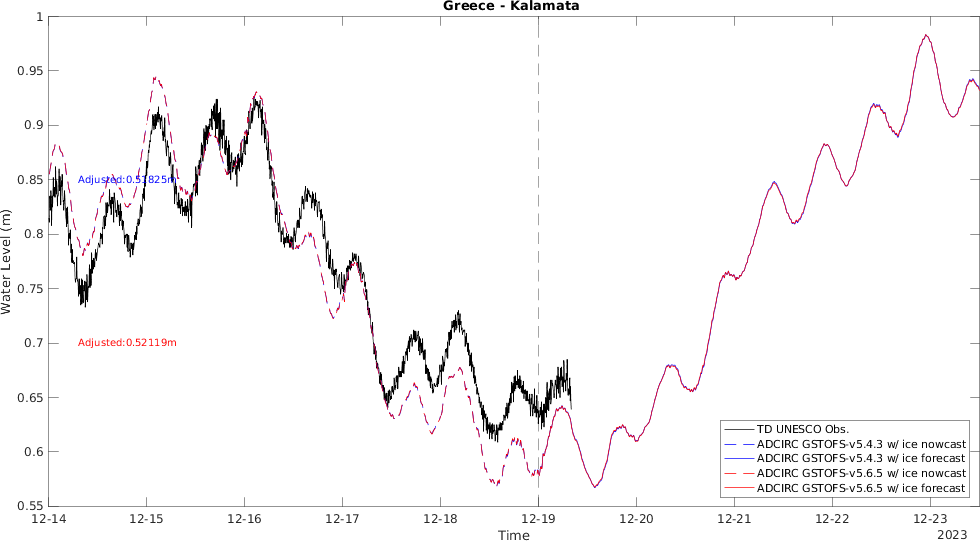 Greece - Kalamata
Water Level (m)
1
0.95
0.9
0.85
0.8
0.75
0.7
0.65
0.6
0.55
Adjusted:0.51825m
Adjusted:0.52119m
TD UNESCO Obs.
ADCIRC GSTOFS-v5.4.3 w/ ice nowcast
ADCIRC GSTOFS-v5.4.3 w/ ice forecast
ADCIRC GSTOFS-v5.6.5 w/ ice nowcast
ADCIRC GSTOFS-v5.6.5 w/ ice forecast
12-14 12-15 12-16 12-17 12-18 12-19 12-20 12-21 12-22 12-23
Time
2023